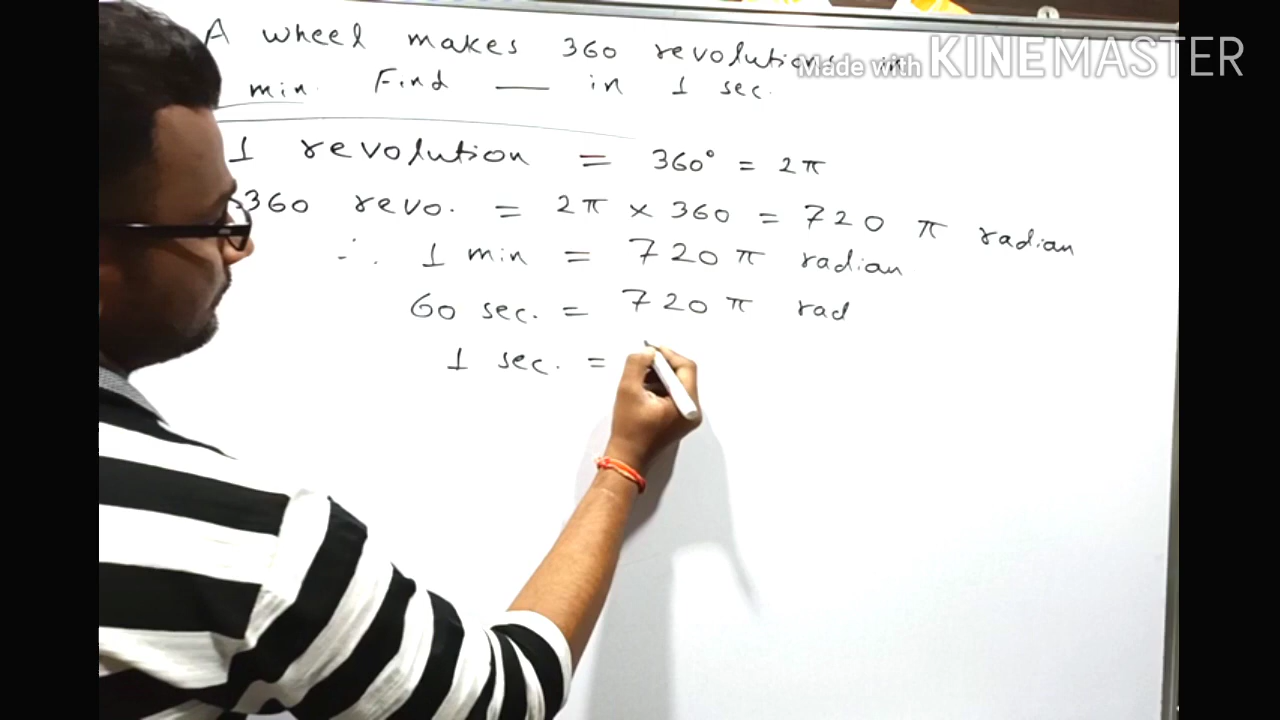 A wheel makes 360 revolutions in
min. Find — in 1 sec.
Made with KINEMASTER
1 revolution = 360° = 2π
360 revo. = 2π × 360 = 720 π radian
∴ 1 min = 720 π radian
60 sec. = 720 π rad
1 sec. =